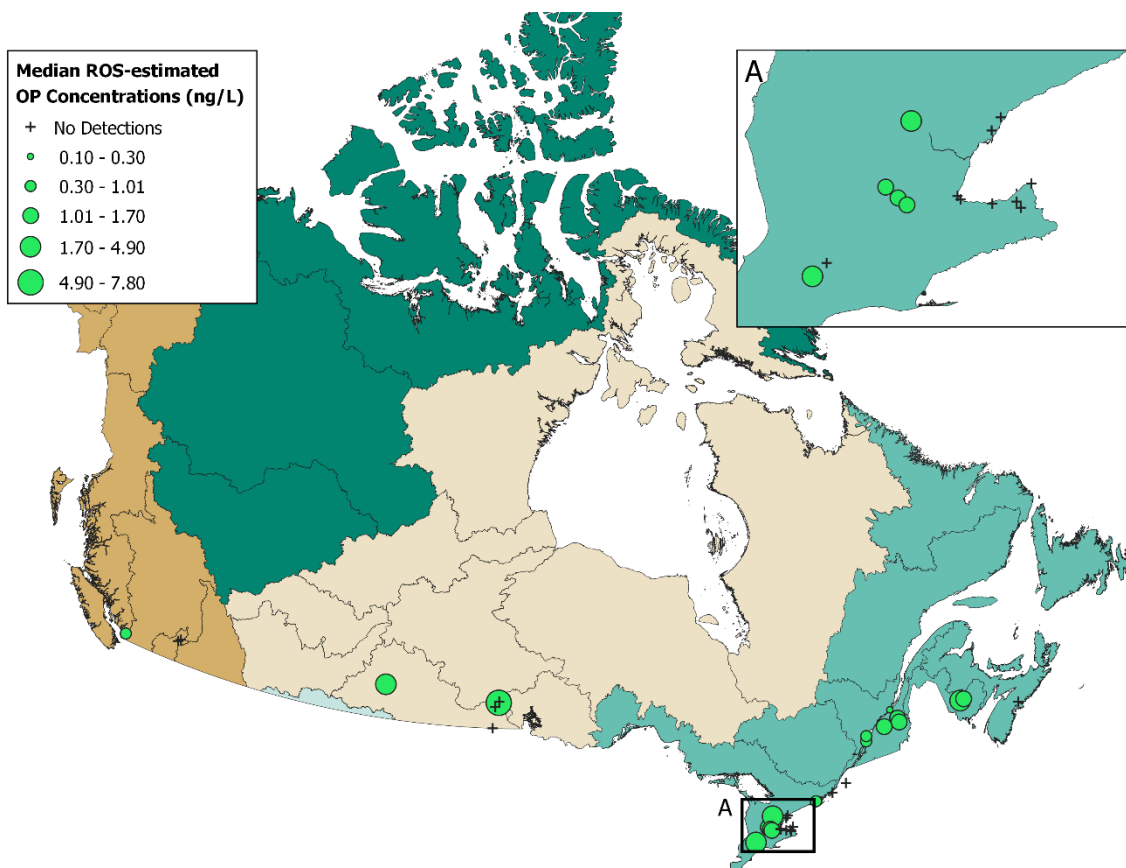 Median ROS-estimated
OP Concentrations (ng/L)
+ No Detections
0.10 - 0.30
0.30 - 1.01
1.01 - 1.70
1.70 - 4.90
4.90 - 7.80
A
A